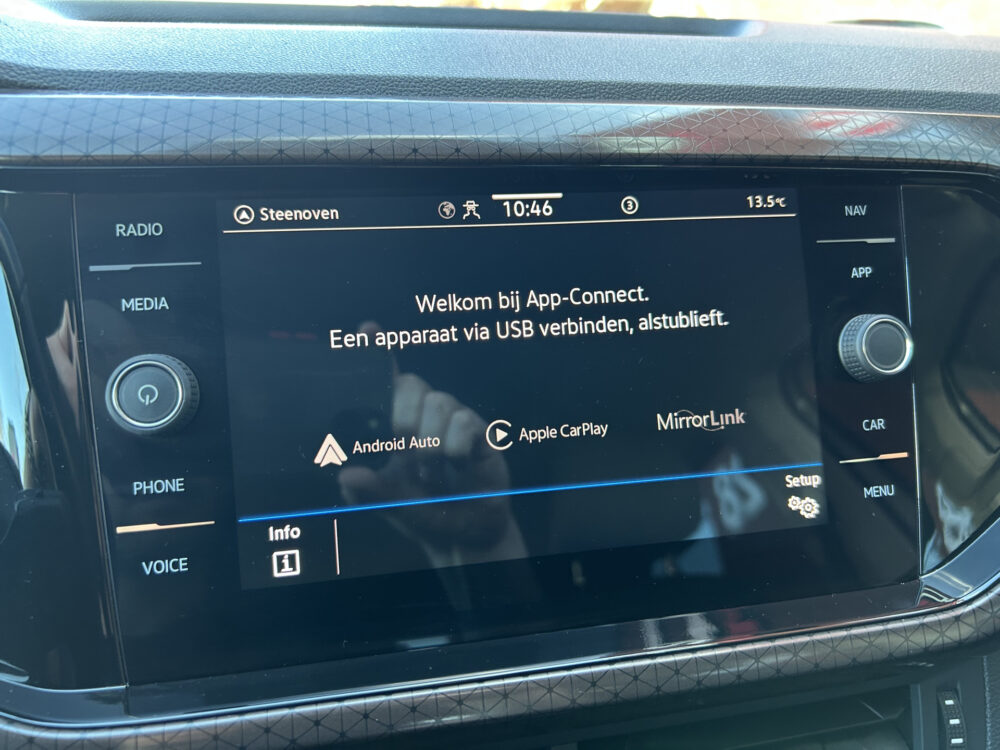 Steenoven 10:46 3 13.5°C
RADIO
MEDIA
PHONE
VOICE
Welkom bij App-Connect.
Een apparaat via USB verbinden, alstublieft.
Android Auto
Apple CarPlay
MirrorLink
Info
i
Setup
NAV
APP
CAR
MENU